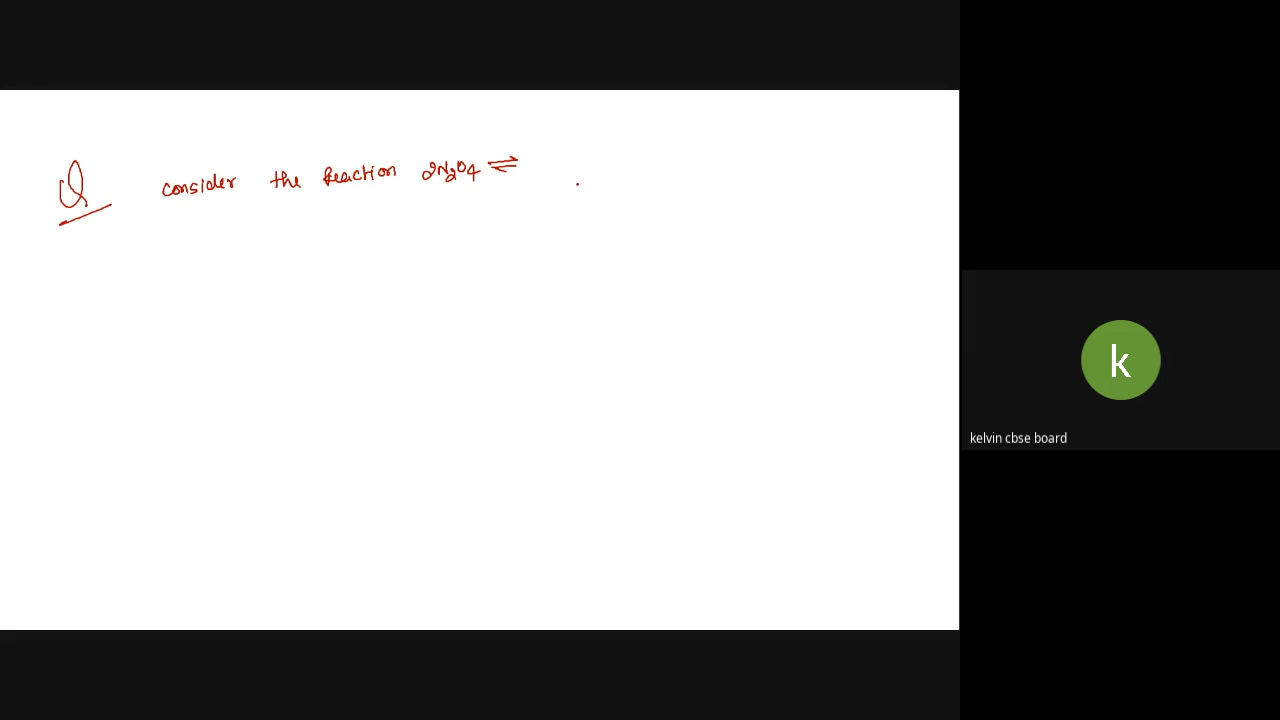 Q consider the reaction 2N2O4 ⇌
k
kelvin cbse board